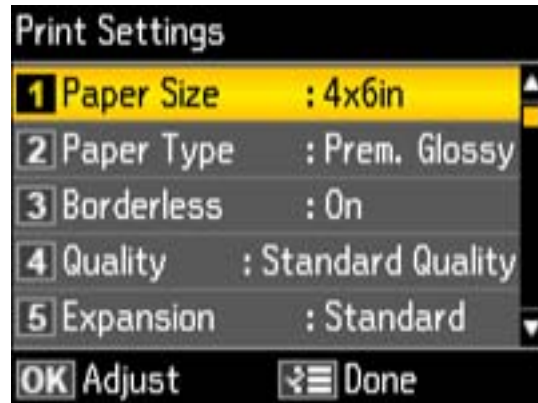 Print Settings
1 Paper Size : 4x6in
2 Paper Type : Prem. Glossy
3 Borderless : On
4 Quality : Standard Quality
5 Expansion : Standard
OK Adjust Done